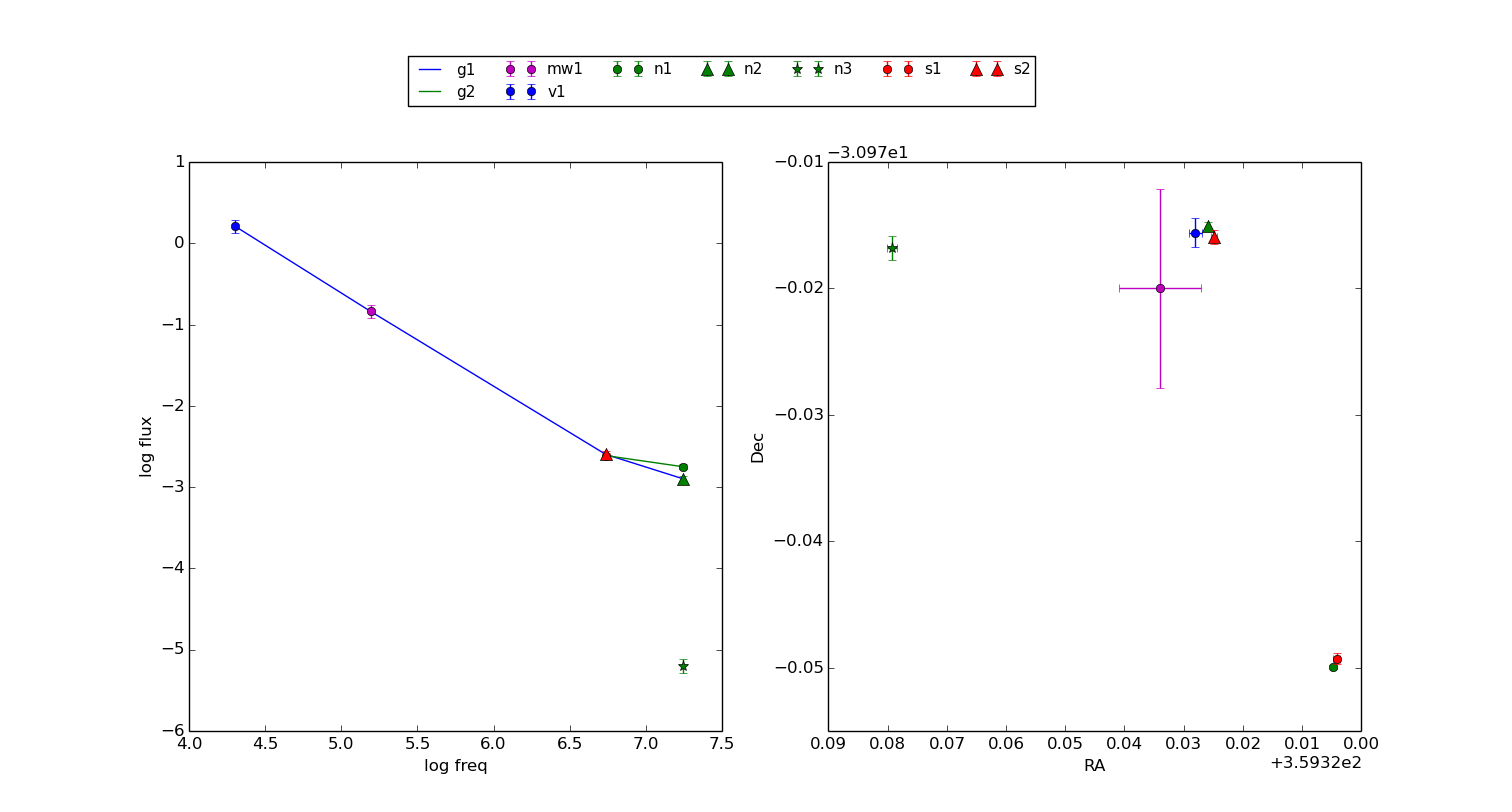 g1 mw1 n1 n2 n3 s1 s2
g2 v1
1
0
−1
−2
−3
−4
−5
−6
4.0 4.5 5.0 5.5 6.0 6.5 7.0 7.5
log freq
log flux
−3.097e1
−0.01
−0.02
−0.03
−0.04
−0.05
0.09 0.08 0.07 0.06 0.05 0.04 0.03 0.02 0.01 0.00
+3.5932e2
RA
Dec